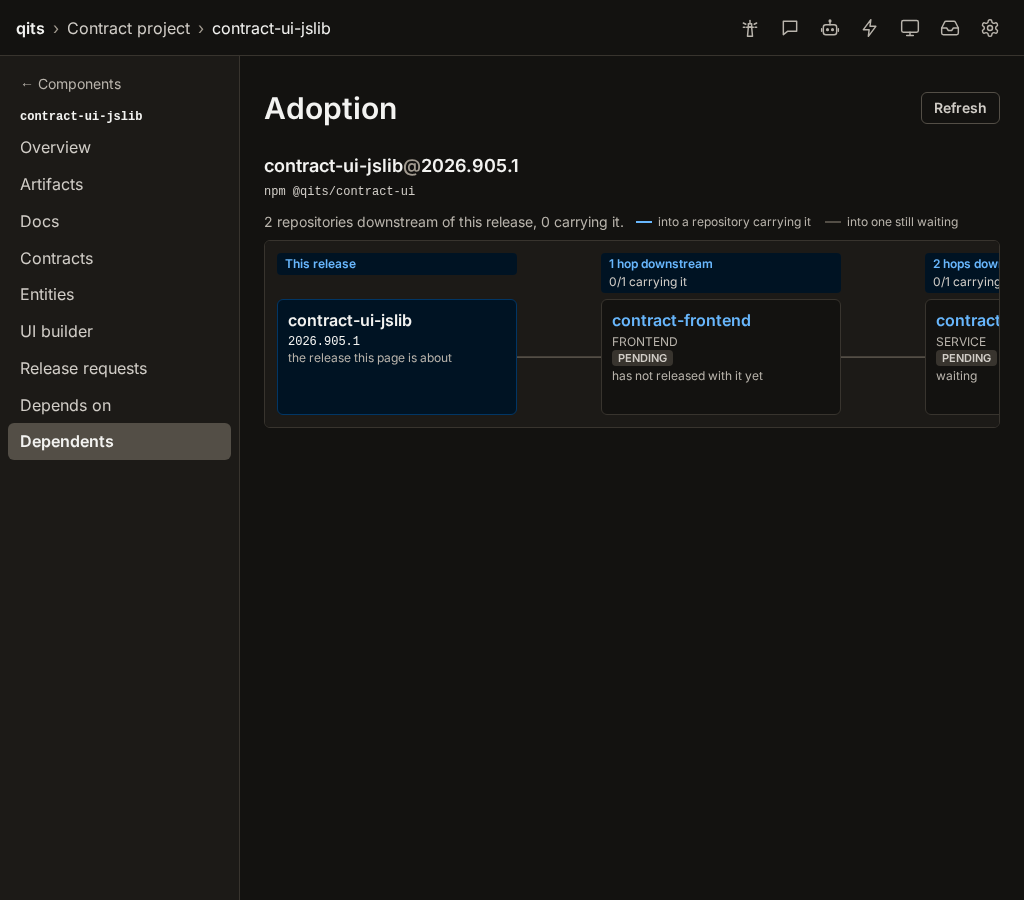 qits › Contract project › contract-ui-jslib
← Components
contract-ui-jslib
Overview
Artifacts
Docs
Contracts
Entities
UI builder
Release requests
Depends on
Dependents
Adoption
Refresh
contract-ui-jslib@2026.905.1
npm @qits/contract-ui
2 repositories downstream of this release, 0 carrying it.
into a repository carrying it
into one still waiting
This release
contract-ui-jslib
2026.905.1
the release this page is about
1 hop downstream
0/1 carrying it
contract-frontend
FRONTEND
PENDING
has not released with it yet
2 hops dow
0/1 carrying
contract
SERVICE
PENDING
waiting